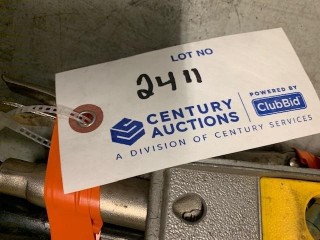 LOT NO
2411
CENTURY
AUCTIONS
POWERED BY
ClubBid
A DIVISION OF CENTURY SERVICES